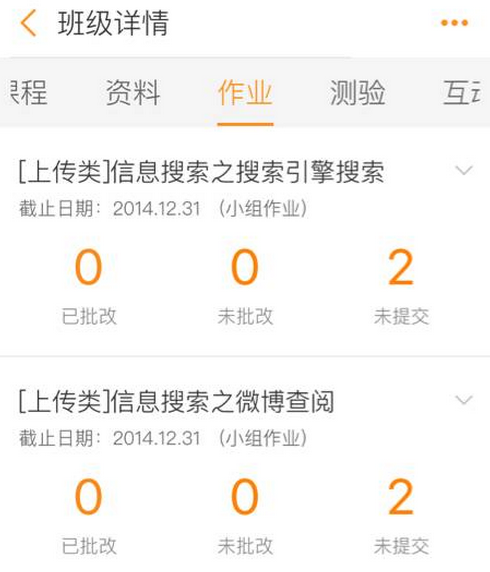 班级详情
课程 资料 作业 测验 互动
[上传类]信息搜索之搜索引擎搜索
截止日期：2014.12.31 （小组作业）
0 0 2
已批改 未批改 未提交
[上传类]信息搜索之微博查阅
截止日期：2014.12.31 （小组作业）
0 0 2
已批改 未批改 未提交